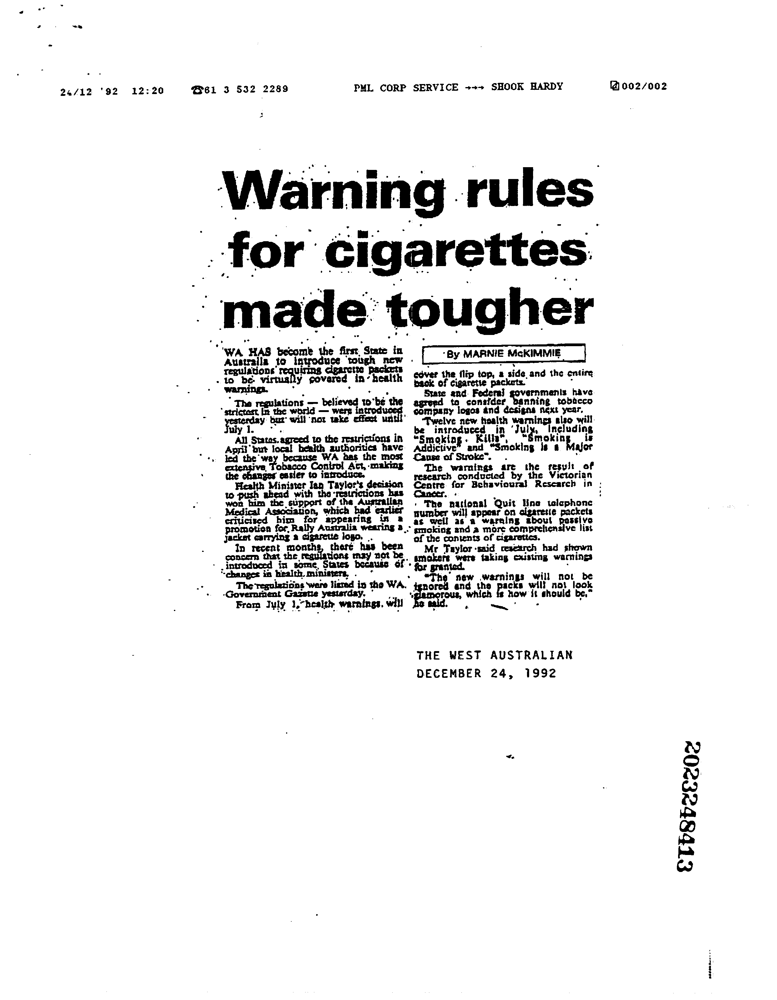 24/12 '92 12:20 ☎61 3 532 2289 PML CORP SERVICE →→→ SHOOK HARDY 002/002
Warning rules
for cigarettes
made tougher
WA HAS become the first State in
Australia to introduce tough new
regulations requiring cigarette packets
to be virtually covered in health
warnings.
The regulations — believed to be the
strictest in the world — were introduced
yesterday but will not take effect until
July 1.
All States agreed to the restrictions in
April but local health authorities have
led the way because WA has the most
extensive Tobacco Control Act, making
the changes easier to introduce.
Health Minister Ian Taylor's decision
to push ahead with the restrictions has
won him the support of the Australian
Medical Association, which had earlier
criticised him for appearing in a
promotion for Rally Australia wearing a
jacket carrying a cigarette logo.
In recent months, there has been
concern that the regulations may not be
introduced in some States because of
changes in health ministers.
The regulations were listed in the WA
Government Gazette yesterday.
From July 1, health warnings will
By MARNIE McKIMMIE
cover the flip top, a side and the entire
back of cigarette packets.
State and Federal governments have
agreed to consider banning tobacco
company logos and designs next year.
Twelve new health warnings also will
be introduced in July, including
"Smoking Kills", "Smoking is
Addictive" and "Smoking is a Major
Cause of Stroke".
The warnings are the result of
research conducted by the Victorian
Centre for Behavioural Research in
Cancer.
The national Quit line telephone
number will appear on cigarette packets
as well as a warning about passive
smoking and a more comprehensive list
of the contents of cigarettes.
Mr Taylor said research had shown
smokers were taking existing warnings
for granted.
"The new warnings will not be
ignored and the packs will not look
glamorous, which is how it should be,"
he said.
THE WEST AUSTRALIAN
DECEMBER 24, 1992
2023248413